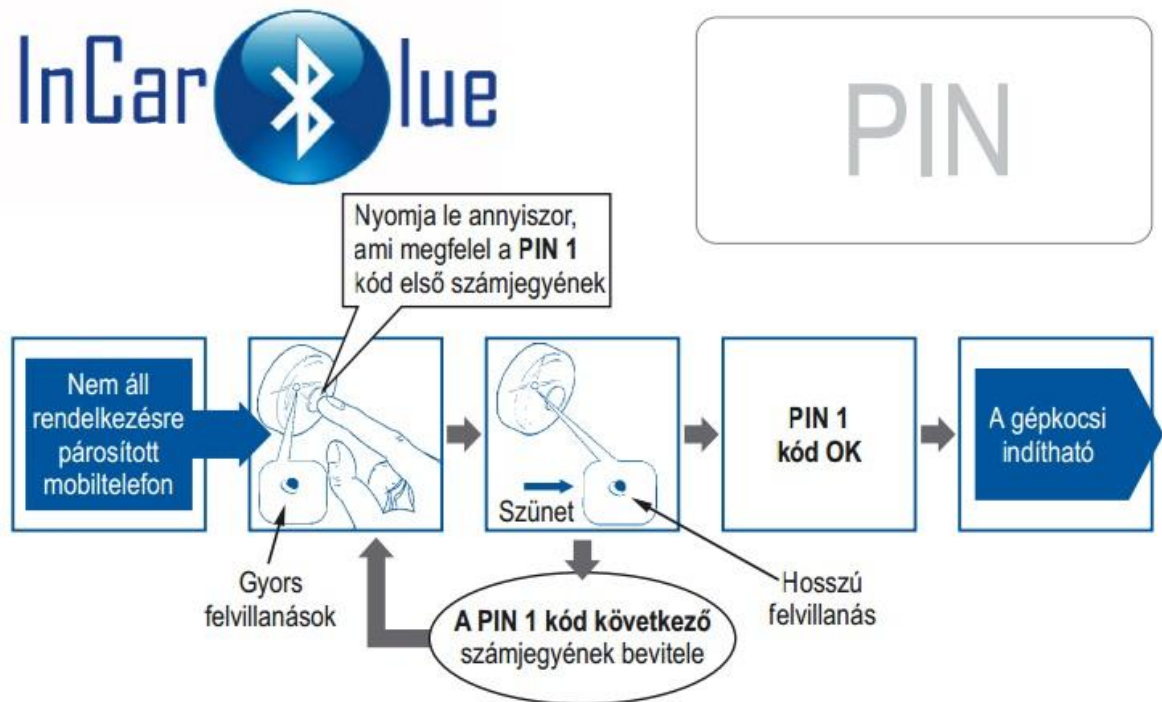 InCar Blue
PIN
Nyomja le annyiszor,
ami megfelel a PIN 1
kód első számjegyének
Nem áll
rendelkezésre
párosított
mobiltelefon
Szünet
PIN 1
kód OK
A gépkocsi
indítható
Gyors
felvillanások
A PIN 1 kód következő
számjegyének bevitele
Hosszú
felvillanás